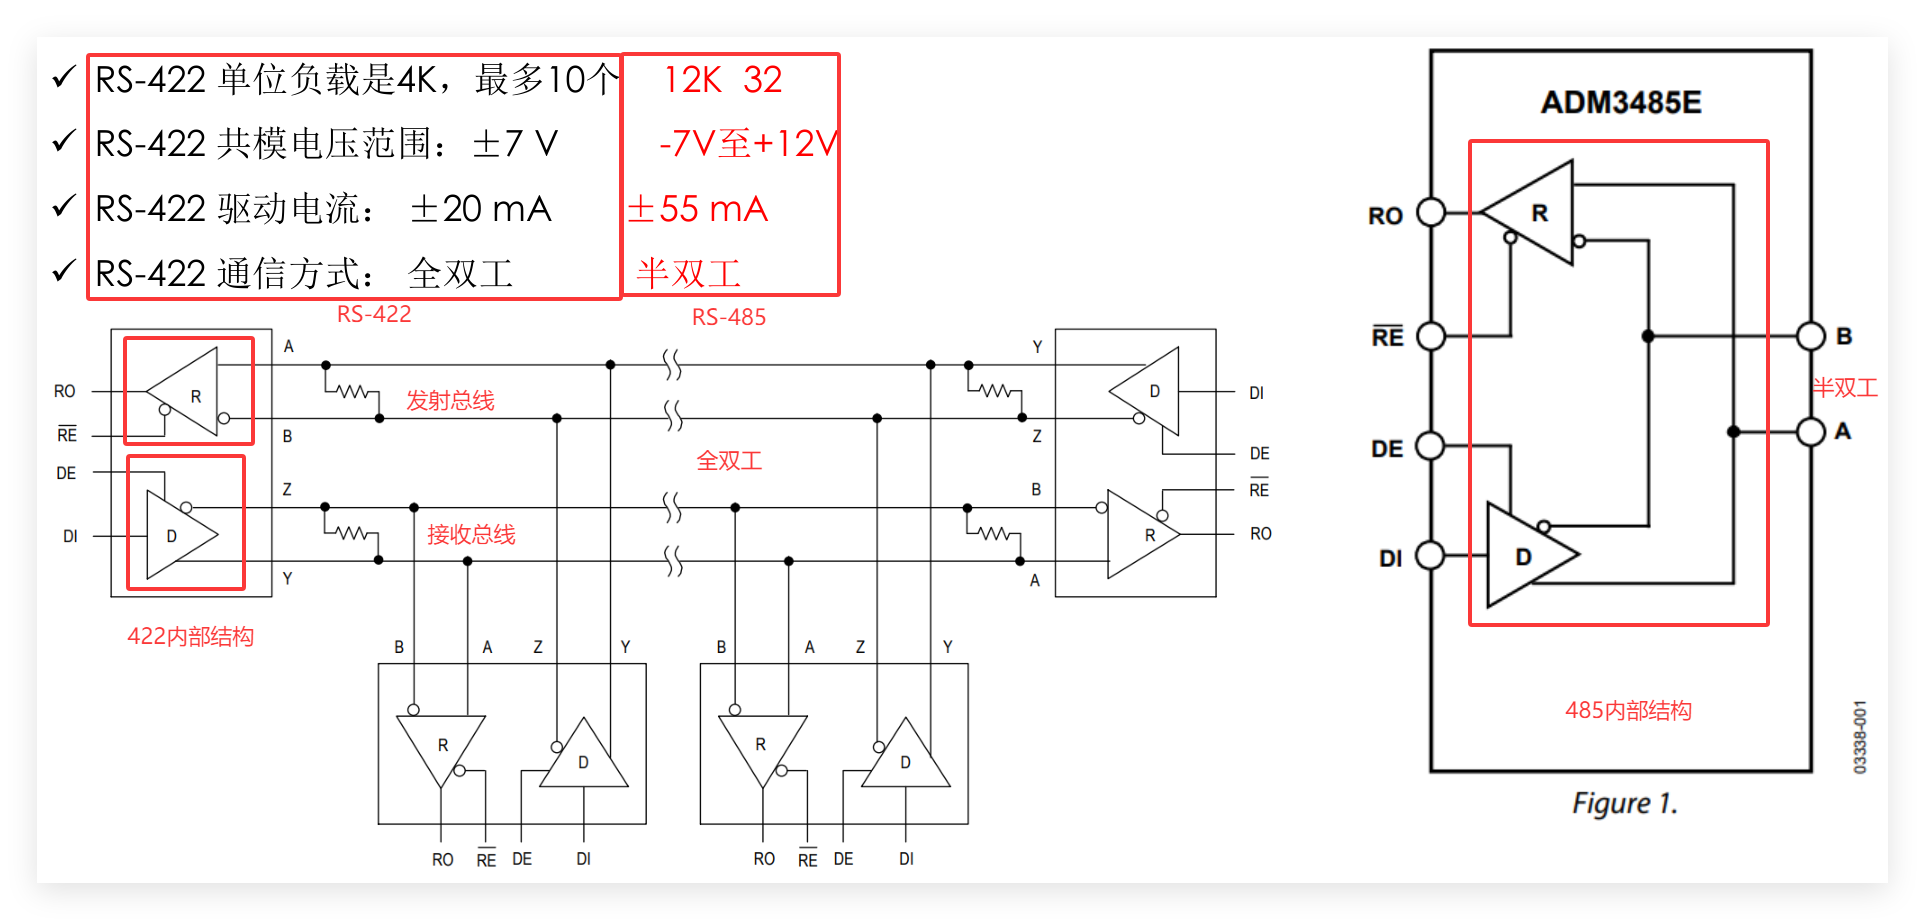 ✓ RS-422 单位负载是4K，最多10个 12K 32
✓ RS-422 共模电压范围：±7 V -7V至+12V
✓ RS-422 驱动电流： ±20 mA ±55 mA
✓ RS-422 通信方式： 全双工 半双工
RS-422 RS-485
A
Y
RO
R
发射总线
D
DI
RE
B
Z
DE
全双工
DE
Z
B
RE
DI
D
接收总线
R
RO
Y
A
422内部结构
B A Z Y B A Z Y
R D R D
RO RE DE DI RO RE DE DI
ADM3485E
RO
R
RE
B
半双工
DE
A
DI
D
485内部结构
03338-001
Figure 1.